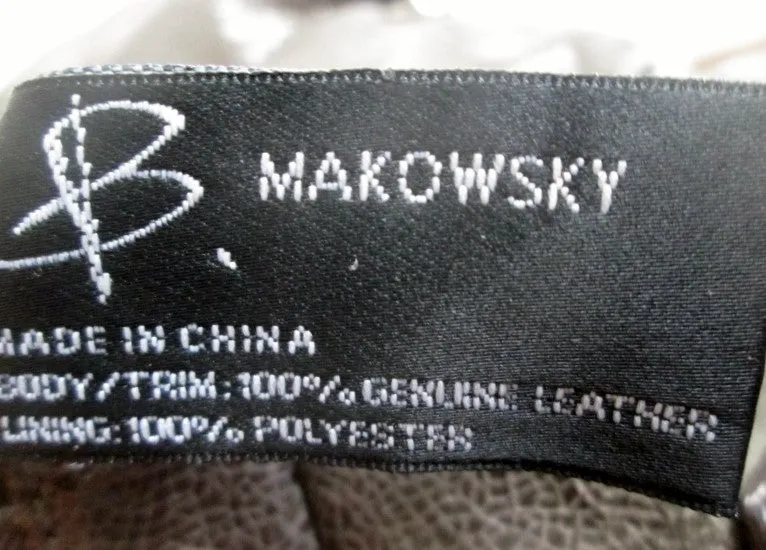 B. MAKOWSKY
MADE IN CHINA
BODY/TRIM:100% GENUINE LEATHER
LINING:100% POLYESTER